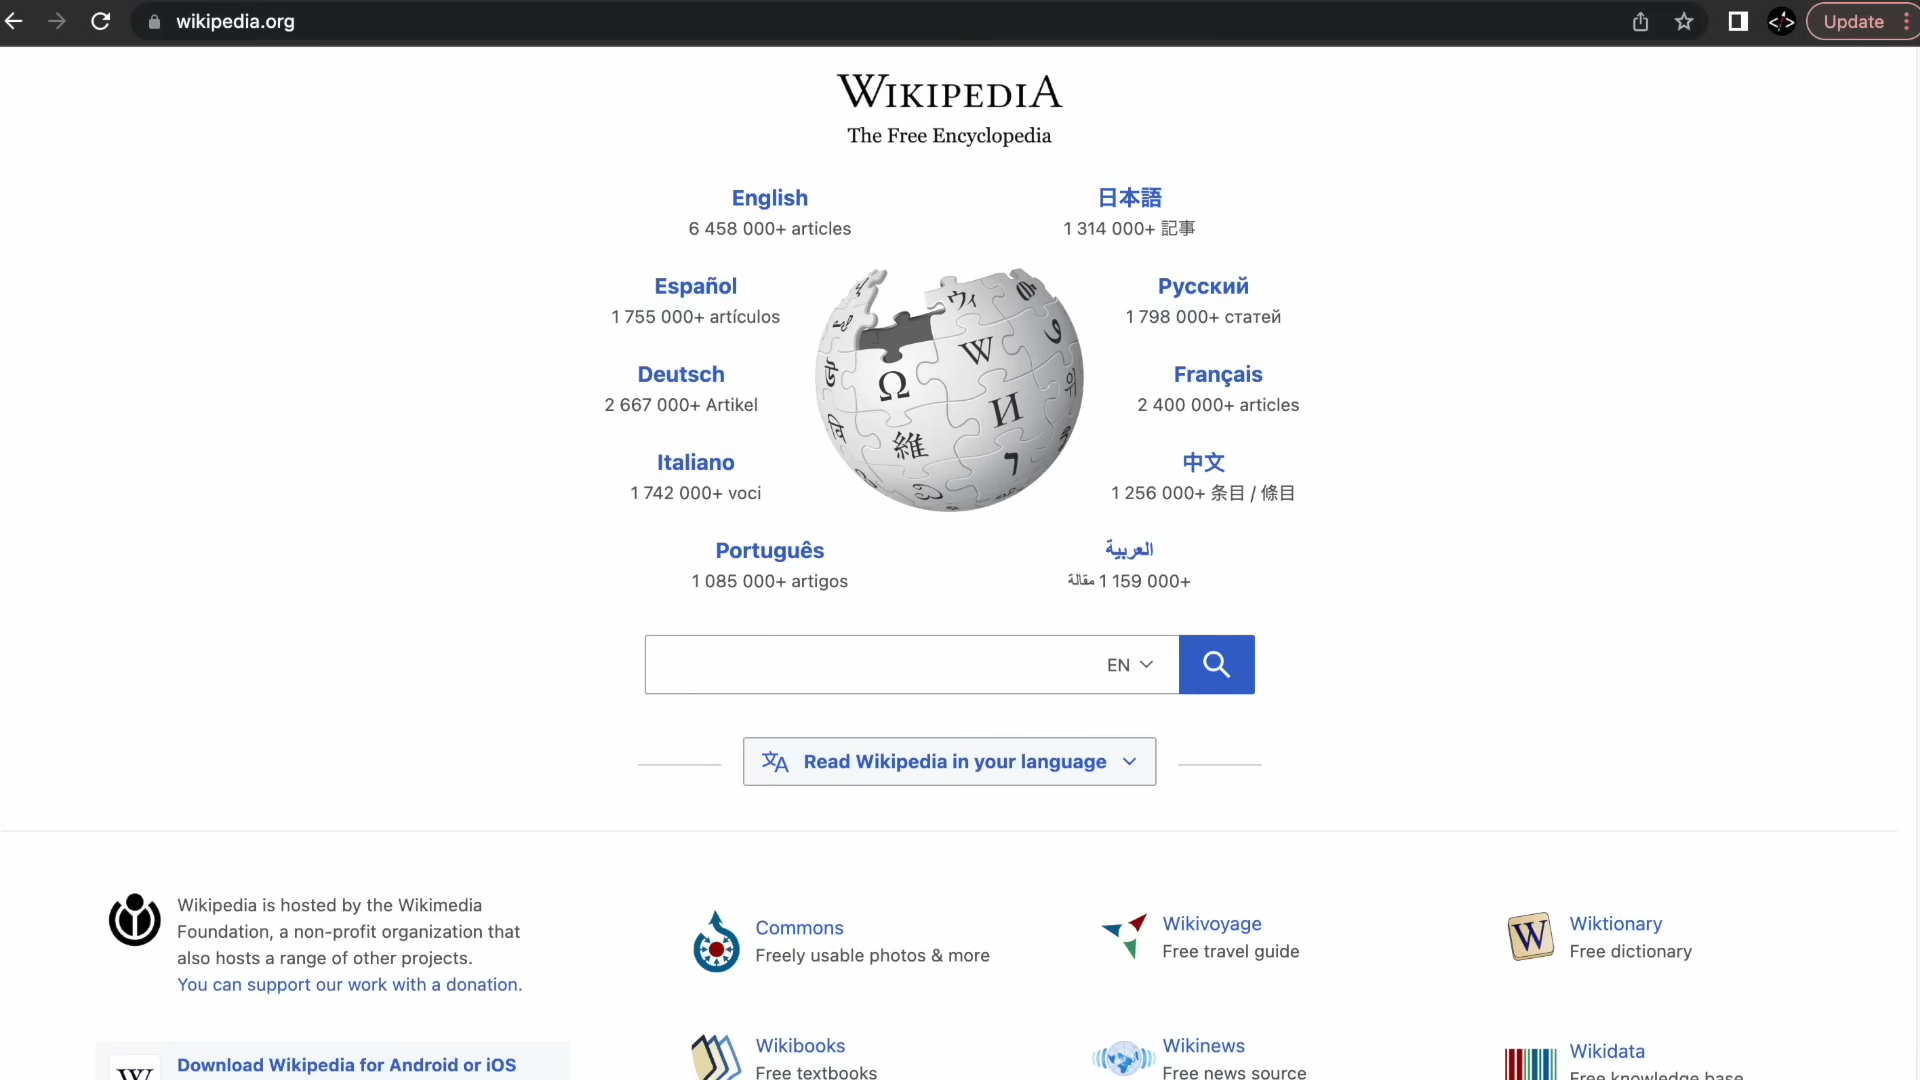 wikipedia.org
Update
WIKIPEDIA
The Free Encyclopedia
English
6 458 000+ articles
日本語
1 314 000+ 記事
Español
1 755 000+ artículos
Русский
1 798 000+ статей
Deutsch
2 667 000+ Artikel
Français
2 400 000+ articles
Italiano
1 742 000+ voci
中文
1 256 000+ 条目 / 條目
Português
1 085 000+ artigos
العربية
1 159 000+ مقالة
Ω
W
ウィ
И
維
EN
Read Wikipedia in your language
Wikipedia is hosted by the Wikimedia
Foundation, a non-profit organization that
also hosts a range of other projects.
You can support our work with a donation.
Download Wikipedia for Android or iOS
W
Commons
Freely usable photos & more
Wikivoyage
Free travel guide
W
Wiktionary
Free dictionary
Wikibooks
Free textbooks
Wikinews
Free news source
Wikidata
Free knowledge base